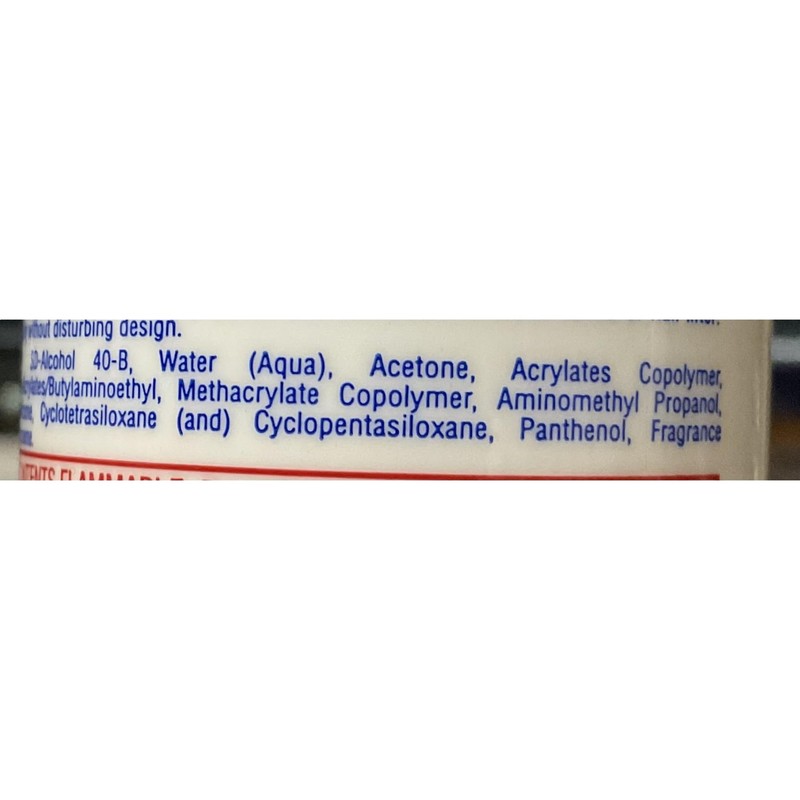 without disturbing design.
SD-Alcohol 40-B, Water (Aqua), Acetone, Acrylates Copolymer,
/Butylaminoethyl, Methacrylate Copolymer, Aminomethyl Propanol,
Cyclotetrasiloxane (and) Cyclopentasiloxane, Panthenol, Fragrance
FLAMMABLE